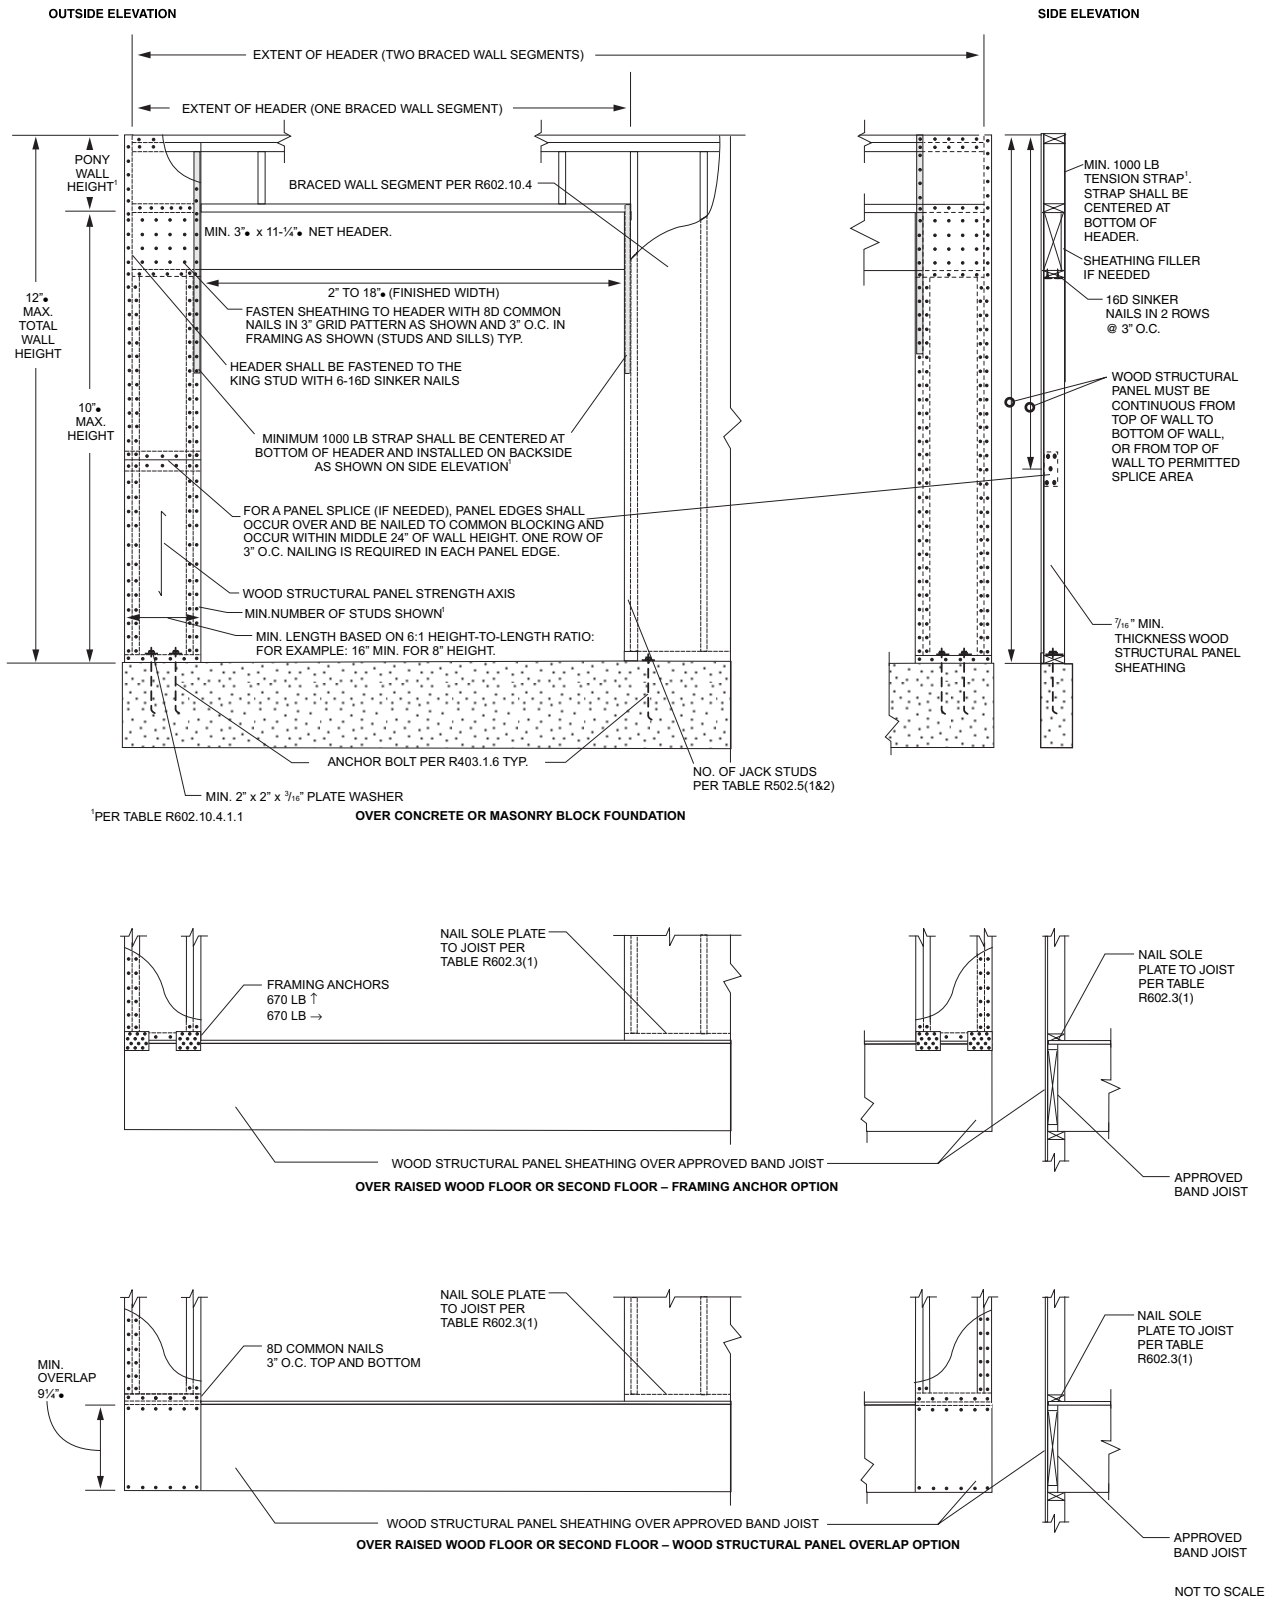 OUTSIDE ELEVATION
SIDE ELEVATION
EXTENT OF HEADER (TWO BRACED WALL SEGMENTS)
EXTENT OF HEADER (ONE BRACED WALL SEGMENT)
PONY
WALL
HEIGHT¹
BRACED WALL SEGMENT PER R602.10.4
MIN. 3”• x 11-¼”• NET HEADER.
2” TO 18”• (FINISHED WIDTH)
FASTEN SHEATHING TO HEADER WITH 8D COMMON
NAILS IN 3” GRID PATTERN AS SHOWN AND 3” O.C. IN
FRAMING AS SHOWN (STUDS AND SILLS) TYP.
12”•
MAX.
TOTAL
WALL
HEIGHT
HEADER SHALL BE FASTENED TO THE
KING STUD WITH 6-16D SINKER NAILS
10”•
MAX.
HEIGHT
MINIMUM 1000 LB STRAP SHALL BE CENTERED AT
BOTTOM OF HEADER AND INSTALLED ON BACKSIDE
AS SHOWN ON SIDE ELEVATION¹
FOR A PANEL SPLICE (IF NEEDED), PANEL EDGES SHALL
OCCUR OVER AND BE NAILED TO COMMON BLOCKING AND
OCCUR WITHIN MIDDLE 24” OF WALL HEIGHT. ONE ROW OF
3” O.C. NAILING IS REQUIRED IN EACH PANEL EDGE.
WOOD STRUCTURAL PANEL STRENGTH AXIS
MIN.NUMBER OF STUDS SHOWN¹
MIN. LENGTH BASED ON 6:1 HEIGHT-TO-LENGTH RATIO:
FOR EXAMPLE: 16” MIN. FOR 8” HEIGHT.
MIN. 1000 LB
TENSION STRAP¹.
STRAP SHALL BE
CENTERED AT
BOTTOM OF
HEADER.
SHEATHING FILLER
IF NEEDED
16D SINKER
NAILS IN 2 ROWS
@ 3” O.C.
WOOD STRUCTURAL
PANEL MUST BE
CONTINUOUS FROM
TOP OF WALL TO
BOTTOM OF WALL,
OR FROM TOP OF
WALL TO PERMITTED
SPLICE AREA
⁷/₁₆” MIN.
THICKNESS WOOD
STRUCTURAL PANEL
SHEATHING
ANCHOR BOLT PER R403.1.6 TYP.
NO. OF JACK STUDS
PER TABLE R502.5(1&2)
MIN. 2” x 2” x ³/₁₆” PLATE WASHER
¹PER TABLE R602.10.4.1.1
OVER CONCRETE OR MASONRY BLOCK FOUNDATION
NAIL SOLE PLATE
TO JOIST PER
TABLE R602.3(1)
FRAMING ANCHORS
670 LB ↑
670 LB →
NAIL SOLE
PLATE TO JOIST
PER TABLE
R602.3(1)
WOOD STRUCTURAL PANEL SHEATHING OVER APPROVED BAND JOIST
APPROVED
BAND JOIST
OVER RAISED WOOD FLOOR OR SECOND FLOOR – FRAMING ANCHOR OPTION
NAIL SOLE PLATE
TO JOIST PER
TABLE R602.3(1)
8D COMMON NAILS
3” O.C. TOP AND BOTTOM
MIN.
OVERLAP
9¼”•
NAIL SOLE
PLATE TO JOIST
PER TABLE
R602.3(1)
WOOD STRUCTURAL PANEL SHEATHING OVER APPROVED BAND JOIST
APPROVED
BAND JOIST
OVER RAISED WOOD FLOOR OR SECOND FLOOR – WOOD STRUCTURAL PANEL OVERLAP OPTION
NOT TO SCALE